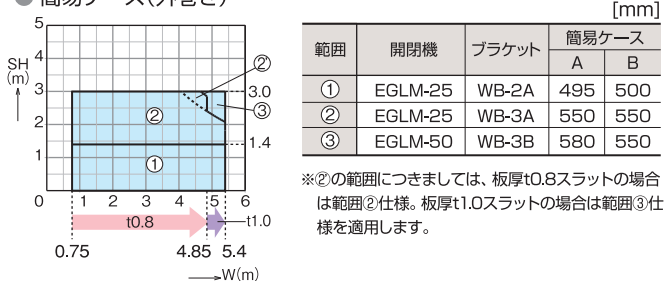 ● 簡易ケース(外巻き)
[mm]
SH
(m)
5
4
3
2
1
0
1 2 3 4 5 6
②'
③
②
①
3.0
1.4
t0.8
t1.0
0.75
4.85
5.4
W(m)
範囲 開閉機 ブラケット 簡易ケース
A B
① EGLM-25 WB-2A 495 500
② EGLM-25 WB-3A 550 550
③ EGLM-50 WB-3B 580 550
※②'の範囲につきましては、板厚t0.8スラットの場合
は範囲②仕様。板厚t1.0スラットの場合は範囲③仕
様を適用します。